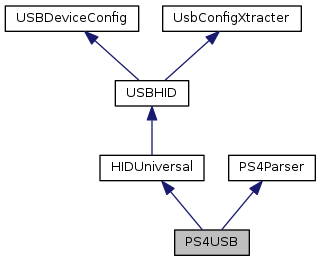 USBDeviceConfig
UsbConfigXtracter
USBHID
HIDUniversal
PS4Parser
PS4USB